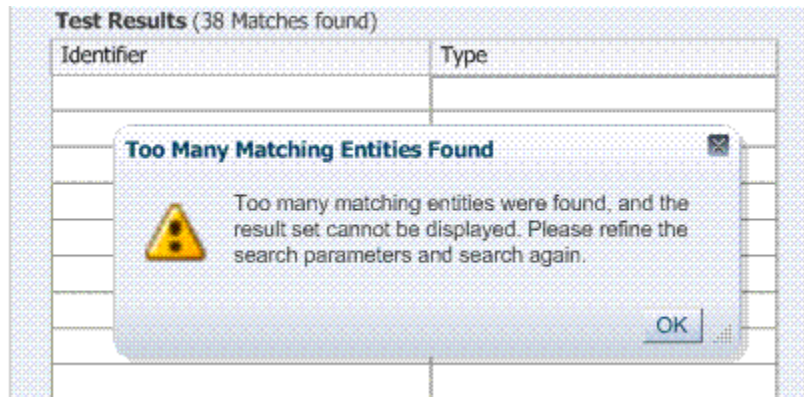 Test Results (38 Matches found)
Identifier Type
Too Many Matching Entities Found
Too many matching entities were found, and the
result set cannot be displayed. Please refine the
search parameters and search again.
OK